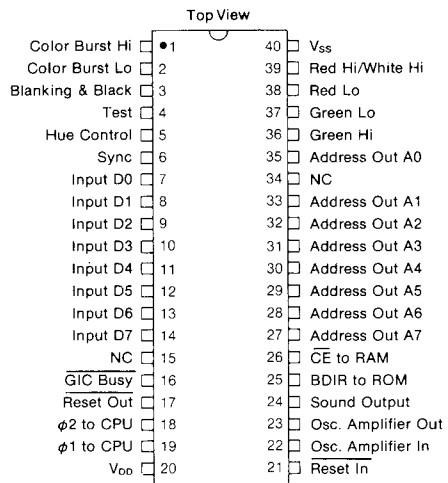 Top View
Color Burst Hi 1 40 Vss
Color Burst Lo 2 39 Red Hi/White Hi
Blanking & Black 3 38 Red Lo
Test 4 37 Green Lo
Hue Control 5 36 Green Hi
Sync 6 35 Address Out A0
Input D0 7 34 NC
Input D1 8 33 Address Out A1
Input D2 9 32 Address Out A2
Input D3 10 31 Address Out A3
Input D4 11 30 Address Out A4
Input D5 12 29 Address Out A5
Input D6 13 28 Address Out A6
Input D7 14 27 Address Out A7
NC 15 26 C̅E̅ to RAM
GIC Busy 16 25 BDIR to ROM
Reset Out 17 24 Sound Output
ϕ2 to CPU 18 23 Osc. Amplifier Out
ϕ1 to CPU 19 22 Osc. Amplifier In
VDD 20 21 Reset In